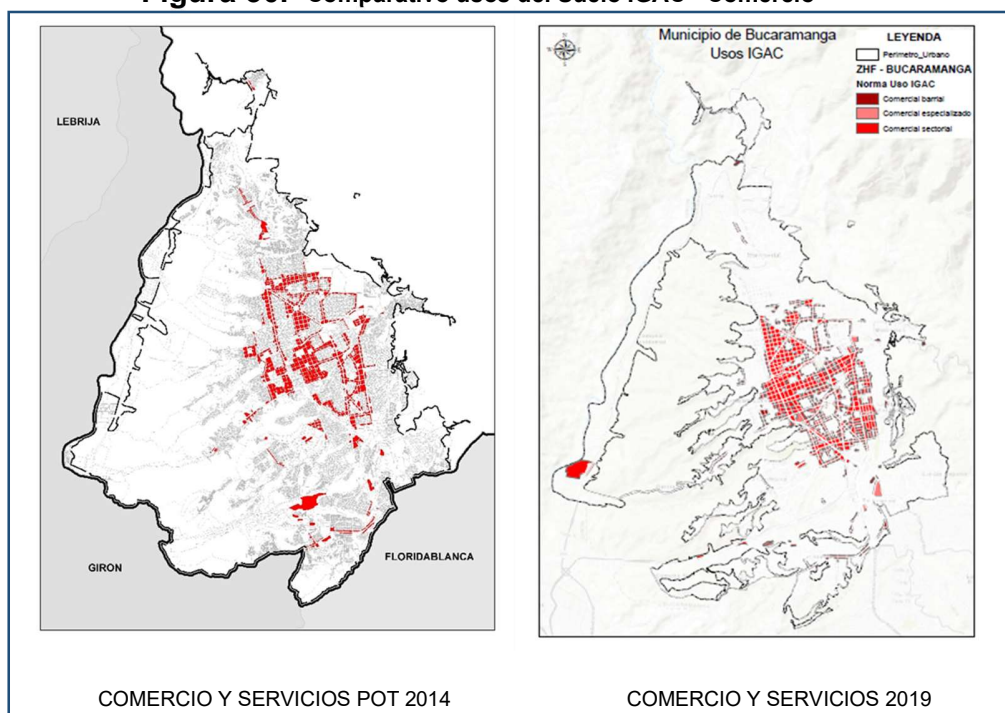 Comparativo usos del Suelo IGAC - Comercio
LEBRIJA
GIRON
FLORIDABLANCA
Municipio de Bucaramanga
Usos IGAC
LEYENDA
Perimetro_Urbano
ZHF - BUCARAMANGA
Norma Uso IGAC
Comercial barrial
Comercial especializado
Comercial sectorial
COMERCIO Y SERVICIOS POT 2014
COMERCIO Y SERVICIOS 2019